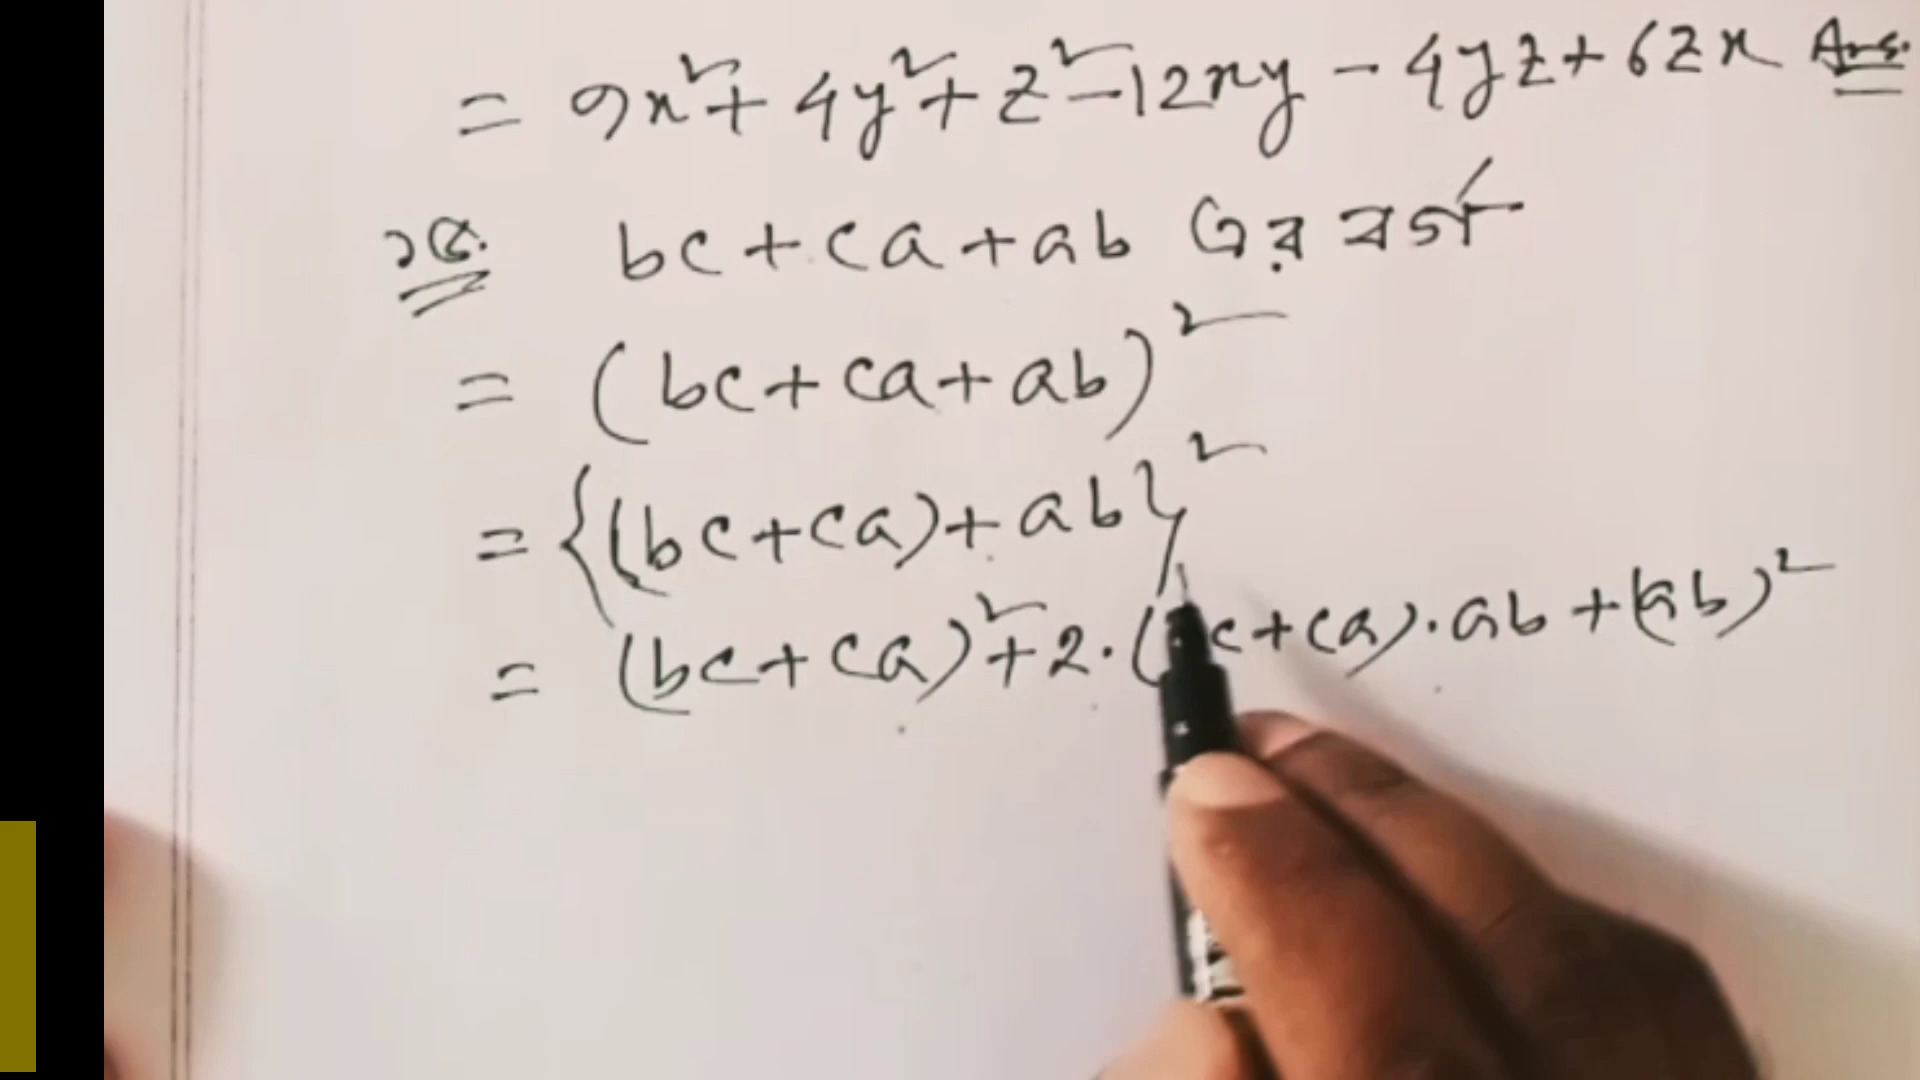 = 9x² + 4y² + z² - 12xy - 4yz + 6zx Ans.
১৫. bc + ca + ab এর বর্গ
= (bc + ca + ab)²
= {(bc + ca) + ab}²
= (bc + ca)² + 2. (c + ca). ab + (ab)²